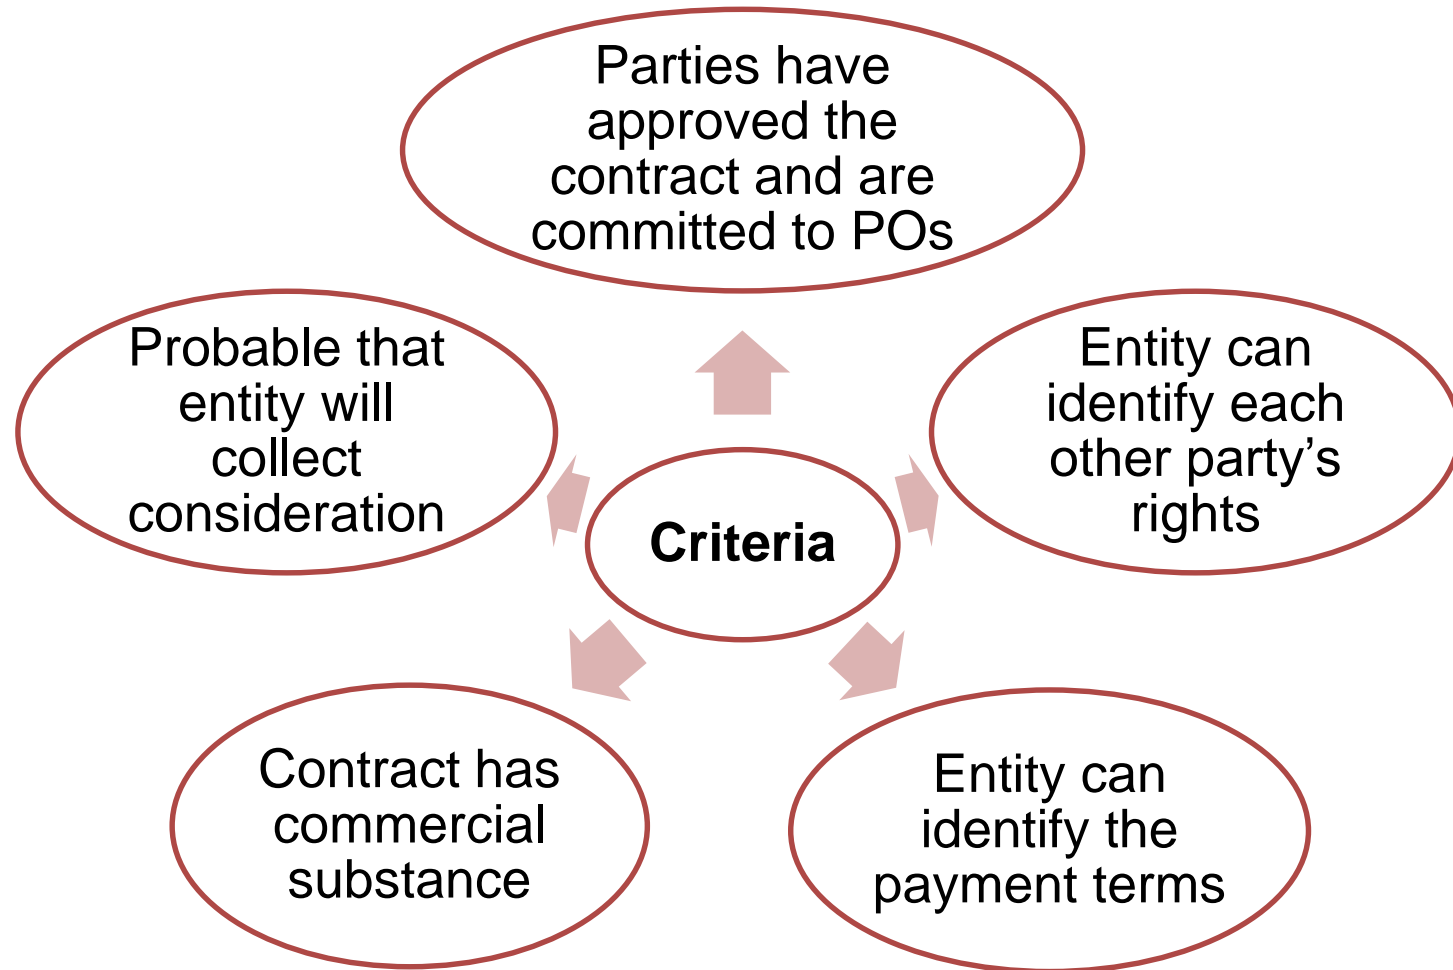 Parties have
approved the
contract and are
committed to POs
Probable that
entity will
collect
consideration
Entity can
identify each
other party’s
rights
Criteria
Contract has
commercial
substance
Entity can
identify the
payment terms